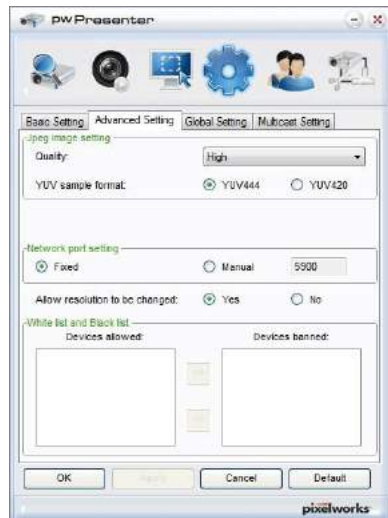 pwPresenter
Basic Setting Advanced Setting Global Setting Multicast Setting
Jpeg image setting
Quality: High
YUV sample format: YUV444 YUV420
Network port setting
Fixed Manual 5900
Allow resolution to be changed: Yes No
White list and Black list
Devices allowed: Devices banned:
OK Apply Cancel Default
pixelworks